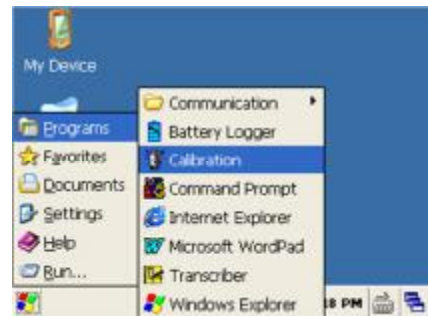 My Device
Programs
Favorites
Documents
Settings
Help
Run...
Communication
Battery Logger
Calibration
Command Prompt
Internet Explorer
Microsoft WordPad
Transcriber
Windows Explorer
18 PM